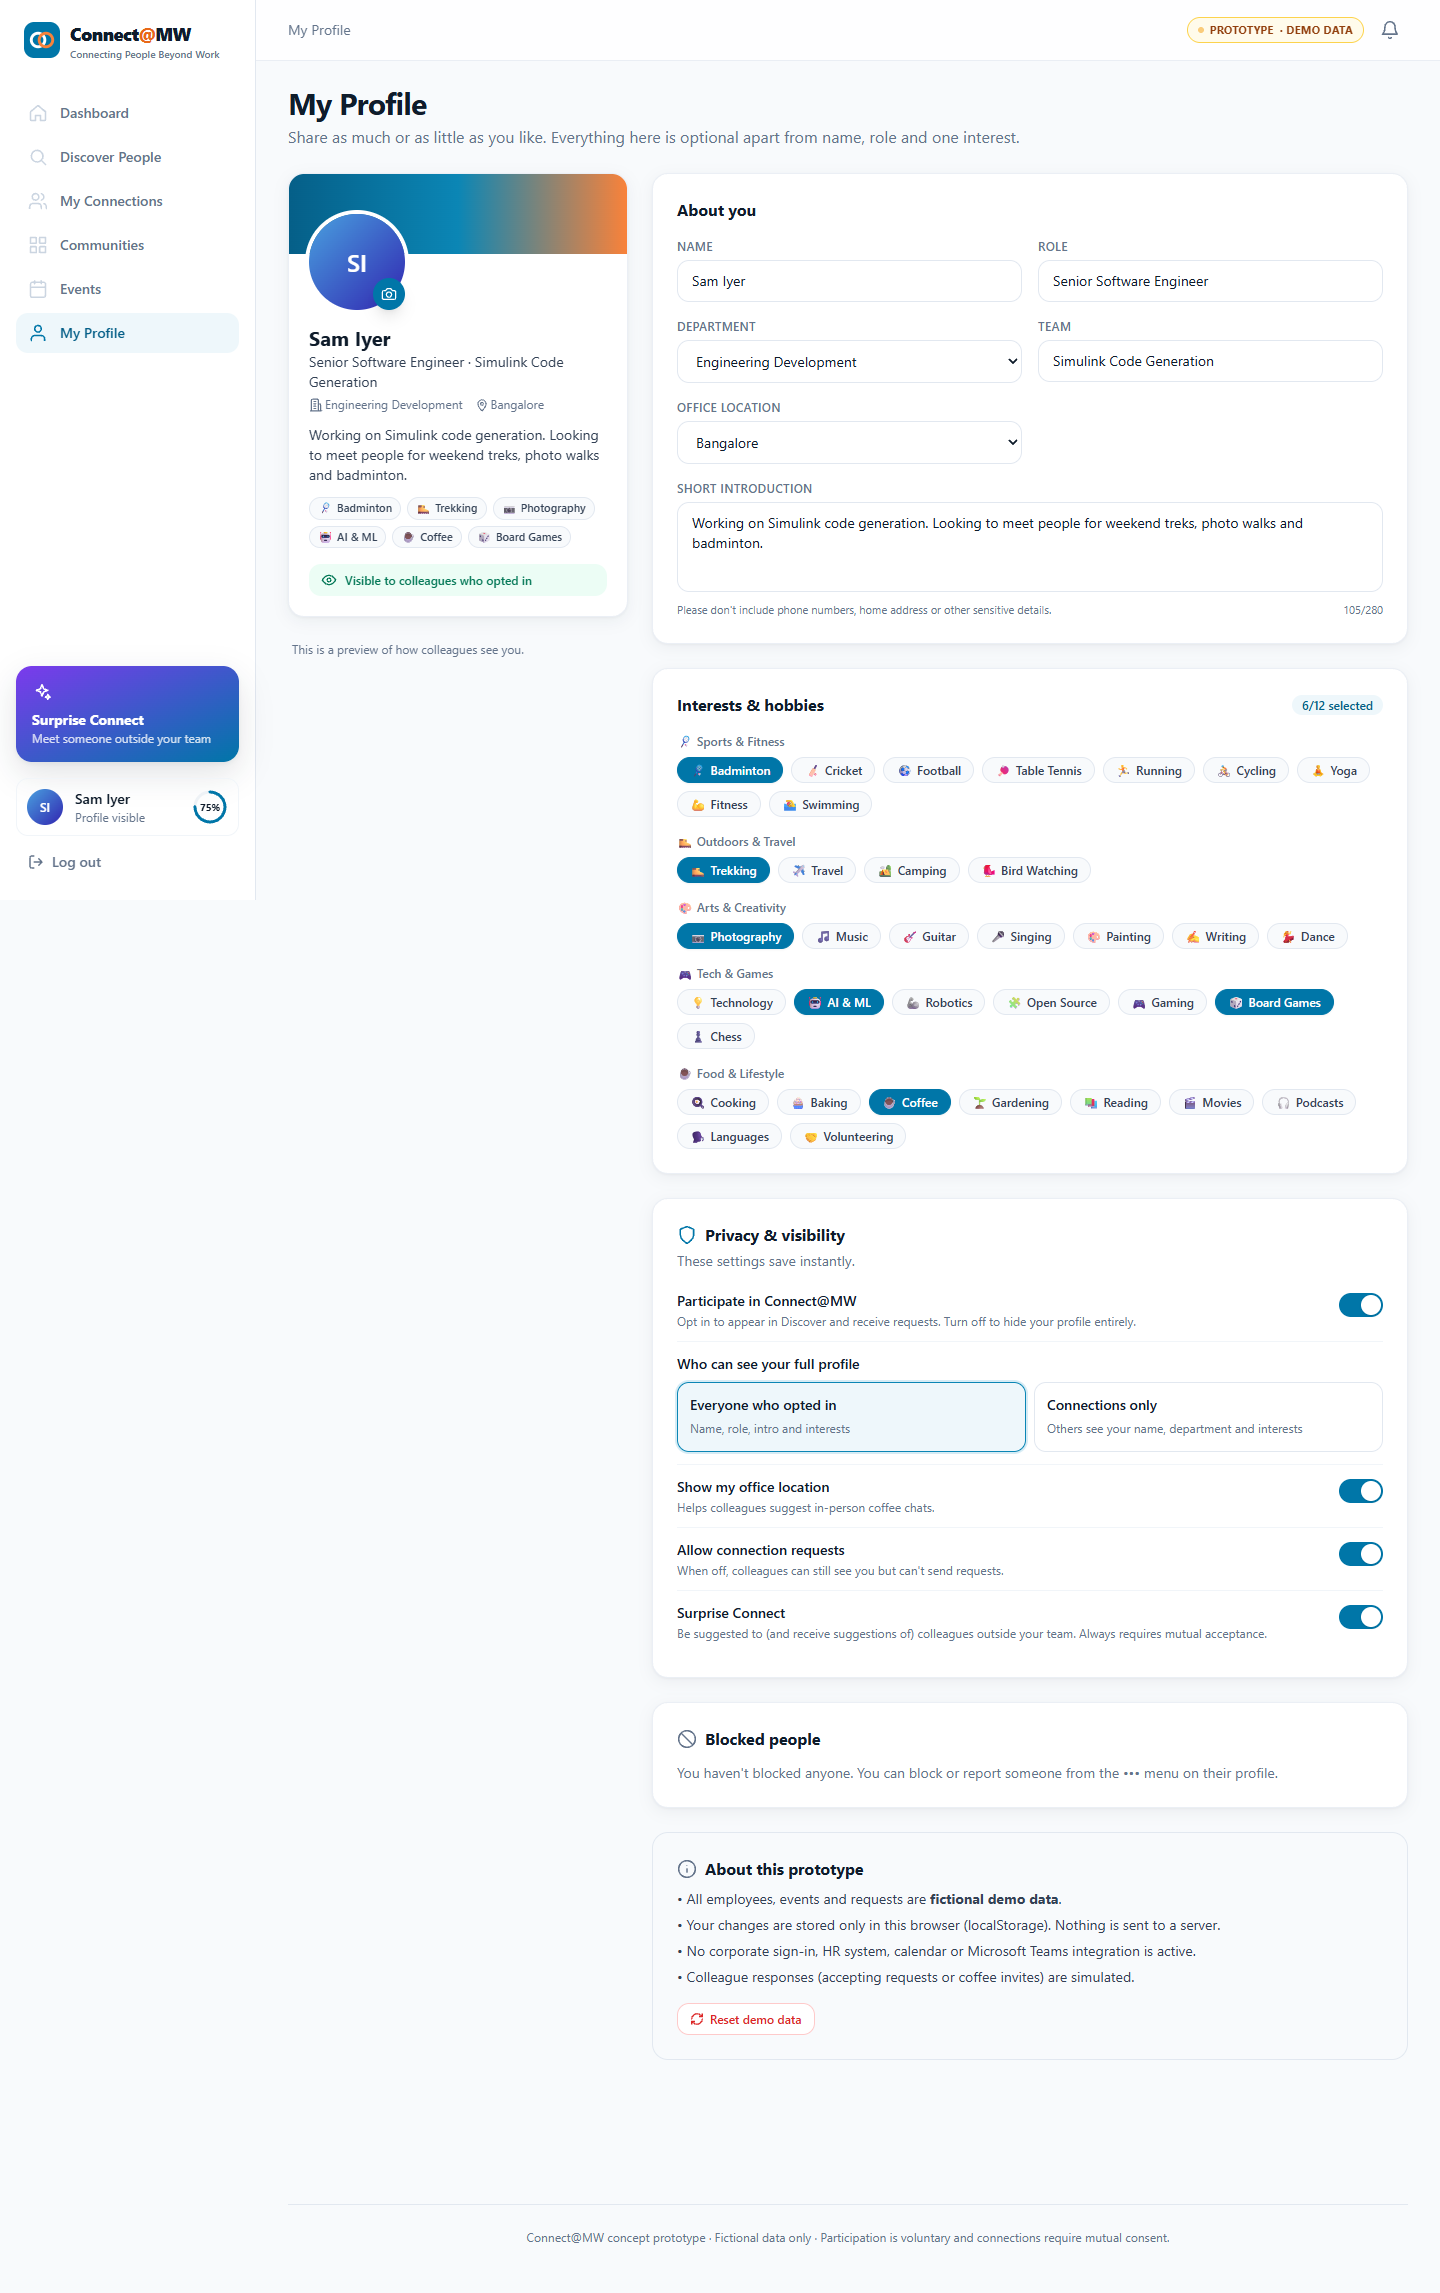 Connect@MW
Connecting People Beyond Work
Dashboard
Discover People
My Connections
Communities
Events
My Profile
Surprise Connect
Meet someone outside your team
SI
Sam Iyer
Profile visible
75%
Log out
My Profile
PROTOTYPE · DEMO DATA
My Profile
Share as much or as little as you like. Everything here is optional apart from name, role and one interest.
SI
Sam Iyer
Senior Software Engineer · Simulink Code
Generation
Engineering Development Bangalore
Working on Simulink code generation. Looking
to meet people for weekend treks, photo walks
and badminton.
Badminton Trekking Photography
AI & ML Coffee Board Games
Visible to colleagues who opted in
This is a preview of how colleagues see you.
About you
NAME ROLE
Sam Iyer Senior Software Engineer
DEPARTMENT TEAM
Engineering Development Simulink Code Generation
OFFICE LOCATION
Bangalore
SHORT INTRODUCTION
Working on Simulink code generation. Looking to meet people for weekend treks, photo walks and
badminton.
Please don't include phone numbers, home address or other sensitive details. 105/280
Interests & hobbies 6/12 selected
Sports & Fitness
Badminton Cricket Football Table Tennis Running Cycling Yoga
Fitness Swimming
Outdoors & Travel
Trekking Travel Camping Bird Watching
Arts & Creativity
Photography Music Guitar Singing Painting Writing Dance
Tech & Games
Technology AI & ML Robotics Open Source Gaming Board Games
Chess
Food & Lifestyle
Cooking Baking Coffee Gardening Reading Movies Podcasts
Languages Volunteering
Privacy & visibility
These settings save instantly.
Participate in Connect@MW
Opt in to appear in Discover and receive requests. Turn off to hide your profile entirely.
Who can see your full profile
Everyone who opted in Connections only
Name, role, intro and interests Others see your name, department and interests
Show my office location
Helps colleagues suggest in-person coffee chats.
Allow connection requests
When off, colleagues can still see you but can't send requests.
Surprise Connect
Be suggested to (and receive suggestions of) colleagues outside your team. Always requires mutual acceptance.
Blocked people
You haven't blocked anyone. You can block or report someone from the ••• menu on their profile.
About this prototype
• All employees, events and requests are fictional demo data.
• Your changes are stored only in this browser (localStorage). Nothing is sent to a server.
• No corporate sign-in, HR system, calendar or Microsoft Teams integration is active.
• Colleague responses (accepting requests or coffee invites) are simulated.
Reset demo data
Connect@MW concept prototype · Fictional data only · Participation is voluntary and connections require mutual consent.